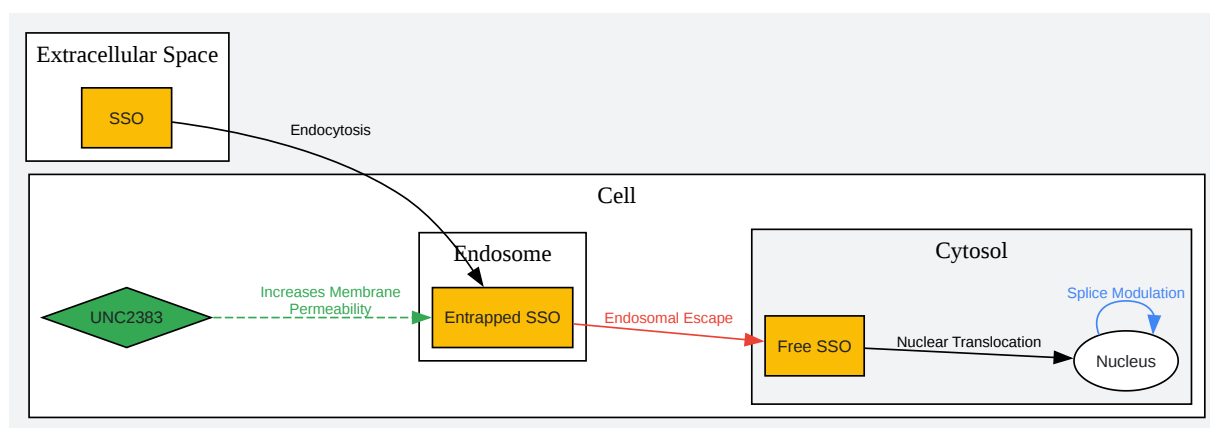 Extracellular Space
SSO
Endocytosis
Cell
Endosome
Cytosol
UNC2383
Increases Membrane
Permeability
Entrapped SSO
Endosomal Escape
Free SSO
Nuclear Translocation
Splice Modulation
Nucleus